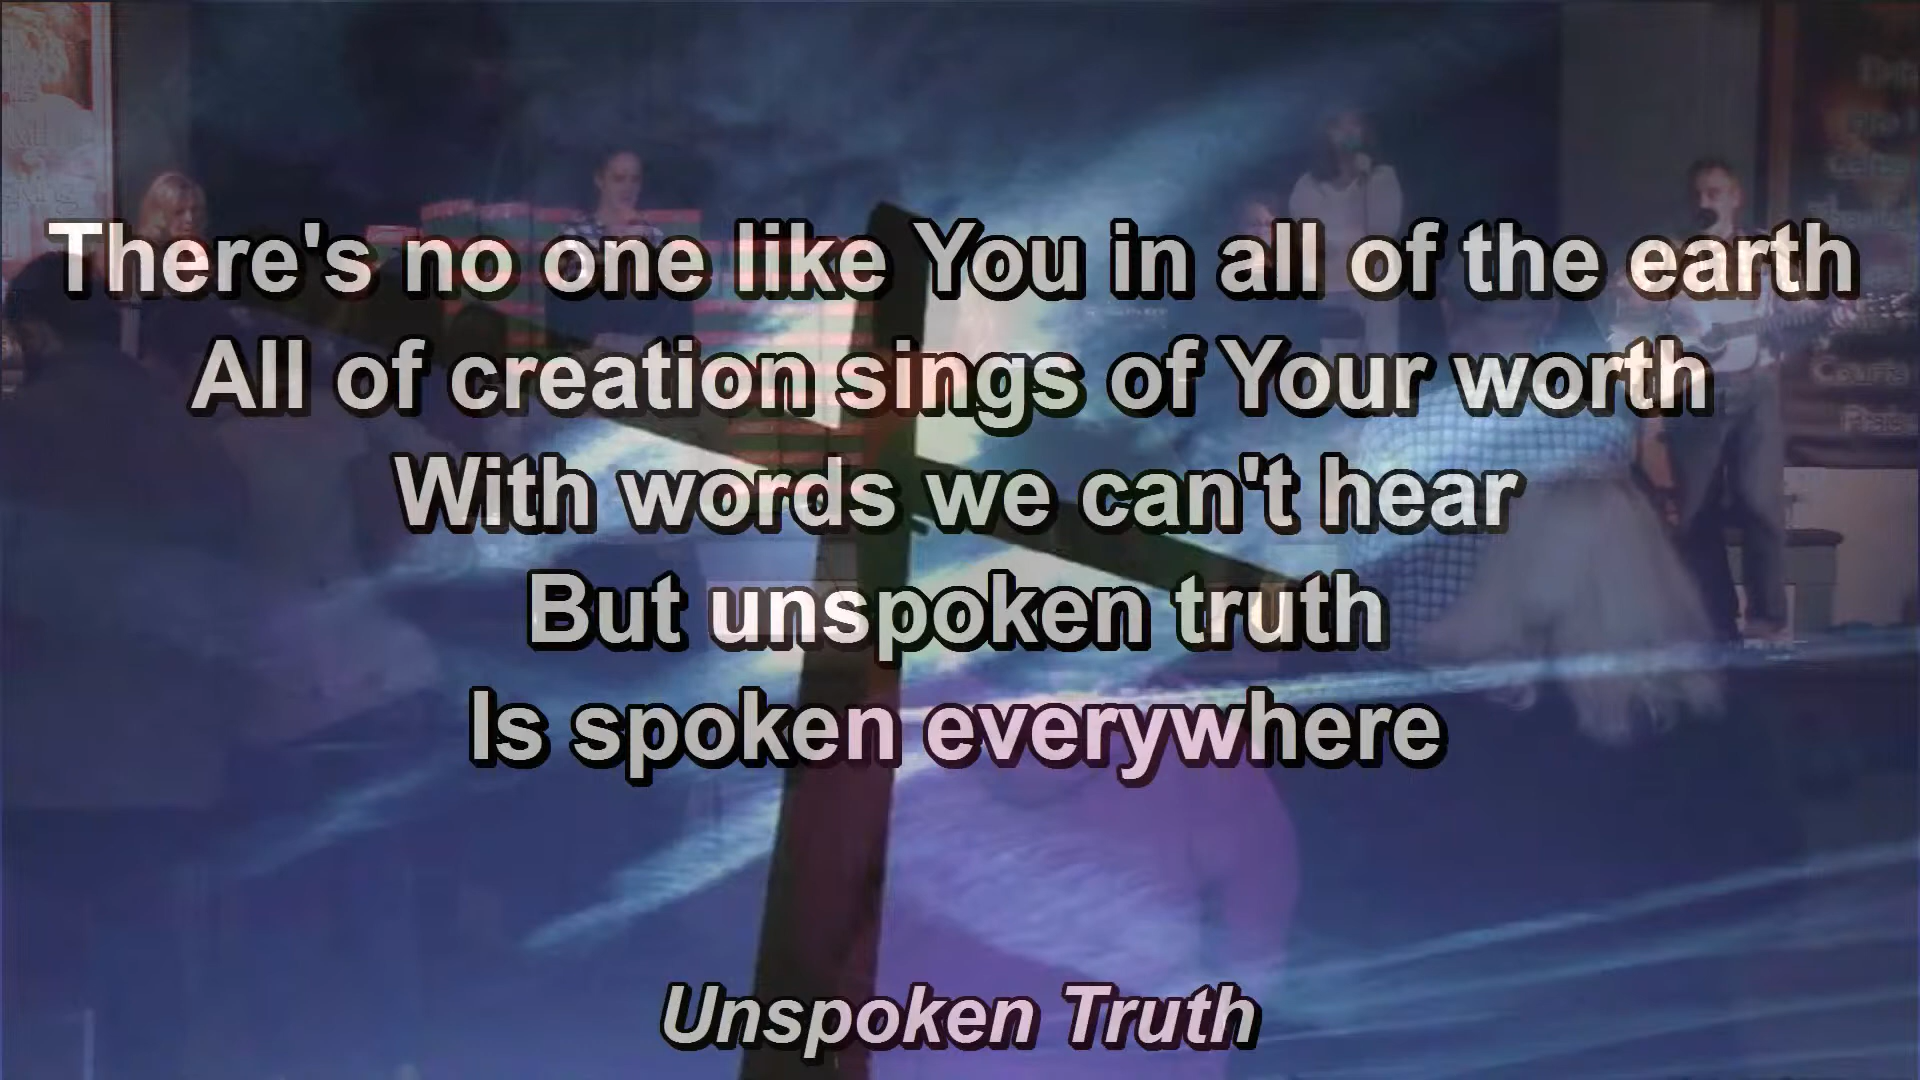 There's no one like You in all of the earth
All of creation sings of Your worth
With words we can't hear
But unspoken truth
Is spoken everywhere
Unspoken Truth